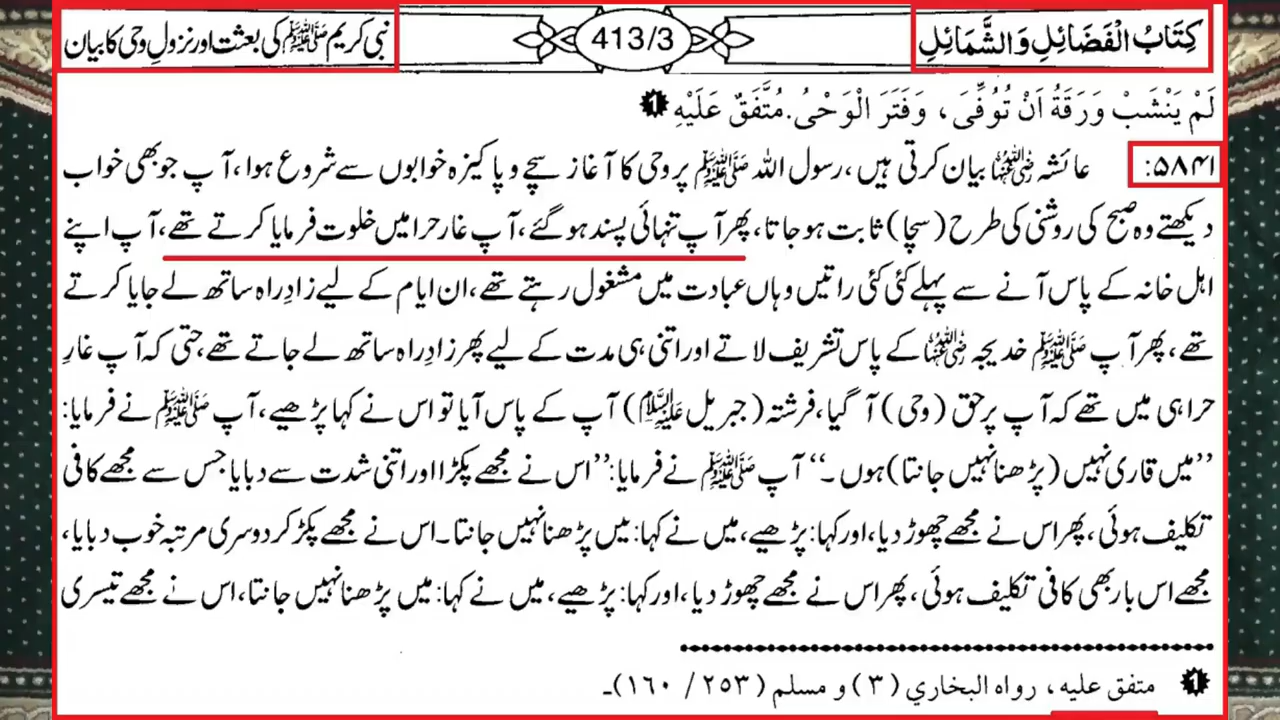 کِتَابُ الْفَضَائِلِ وَالشَّمَائِلِ
413/3
نبی کریم ﷺ کی بعثت اور نزولِ وحی کا بیان
لَمْ يَنْشَبْ وَرَقَةُ اَنْ تُوُفِّیَ، وَفَتَرَ الْوَحْیُ. مُتَّفَقٌ عَلَيْهِ ❶
۵۸۴۱: عائشہ رضی اللہ عنہا بیان کرتی ہیں، رسول اللہ ﷺ پر وحی کا آغاز سچے و پاکیزہ خوابوں سے شروع ہوا، آپ جو بھی خواب
دیکھتے وہ صبح کی روشنی کی طرح (سچا) ثابت ہو جاتا، پھر آپ تنہائی پسند ہو گئے، آپ غار حرا میں خلوت فرمایا کرتے تھے، آپ اپنے
اہل خانہ کے پاس آنے سے پہلے کئی کئی راتیں وہاں عبادت میں مشغول رہتے تھے، ان ایام کے لیے زادِ راہ ساتھ لے جایا کرتے
تھے، پھر آپ ﷺ خدیجہ رضی اللہ عنہا کے پاس تشریف لاتے اور اتنی ہی مدت کے لیے پھر زادِ راہ ساتھ لے جاتے تھے، حتی کہ آپ غارِ
حرا ہی میں تھے کہ آپ پر حق (وحی) آ گیا، فرشتہ (جبریل علیہ السلام) آپ کے پاس آیا تو اس نے کہا پڑھیے، آپ ﷺ نے فرمایا:
’’میں قاری نہیں (پڑھنا نہیں جانتا) ہوں۔‘‘ آپ ﷺ نے فرمایا: ’’اس نے مجھے پکڑا اور اتنی شدت سے دبایا جس سے مجھے کافی
تکلیف ہوئی، پھر اس نے مجھے چھوڑ دیا، اور کہا: پڑھیے، میں نے کہا: میں پڑھنا نہیں جانتا۔ اس نے مجھے پکڑ کر دوسری مرتبہ خوب دبایا،
مجھے اس بار بھی کافی تکلیف ہوئی، پھر اس نے مجھے چھوڑ دیا، اور کہا: پڑھیے، میں نے کہا: میں پڑھنا نہیں جانتا، اس نے مجھے تیسری
❶ متفق علیہ، رواہ البخاري (۳) و مسلم (۲۵۳ / ۱۶۰)۔